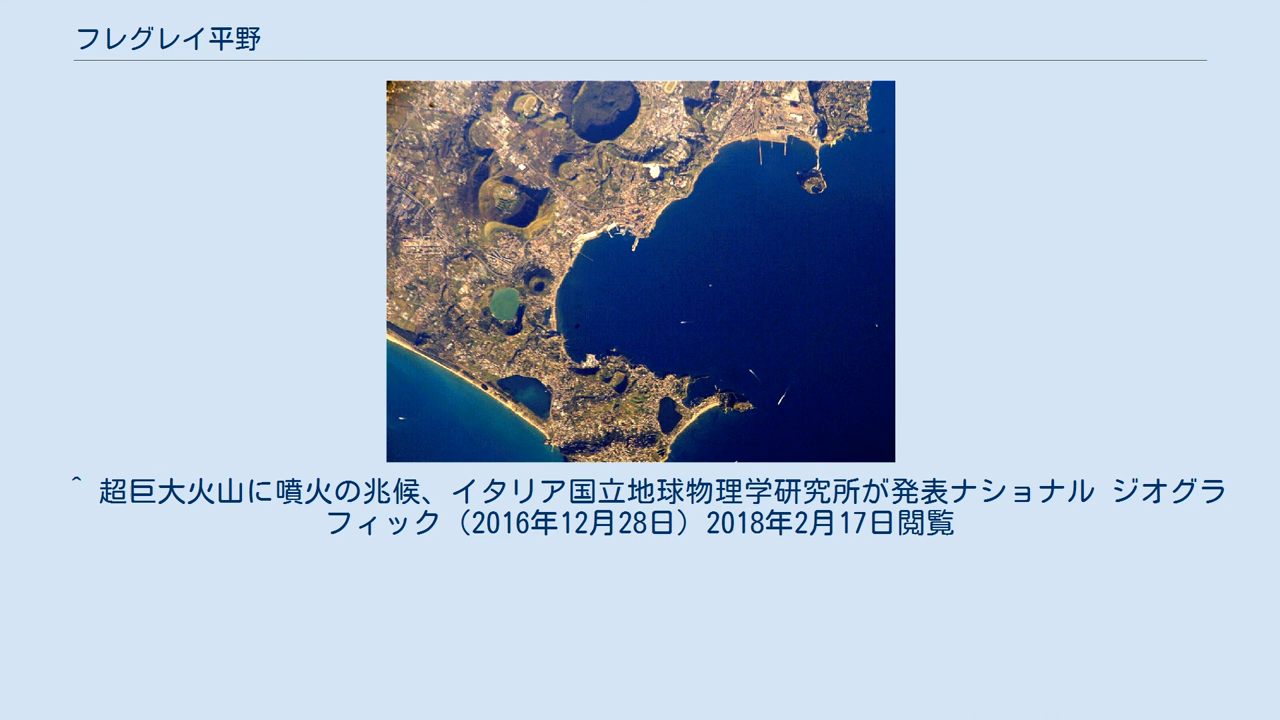 フレグレイ平野
^ 超巨大火山に噴火の兆候、イタリア国立地球物理学研究所が発表ナショナル ジオグラ
フィック（2016年12月28日）2018年2月17日閲覧